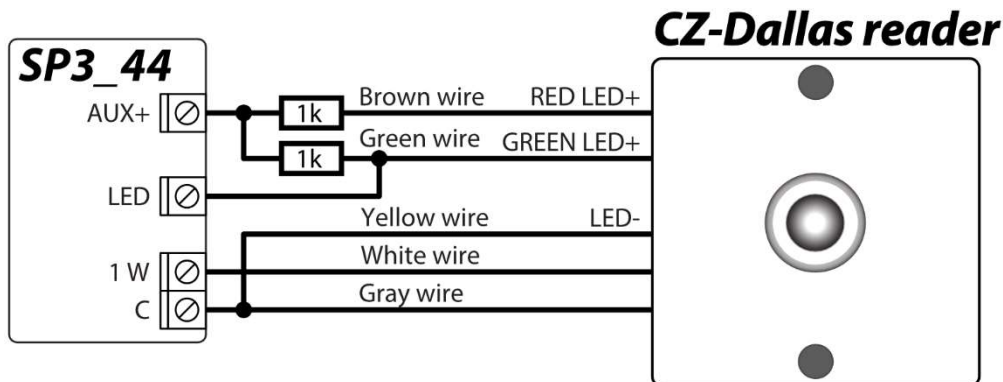 CZ-Dallas reader
SP3_44
AUX+ 1k Brown wire RED LED+
1k Green wire GREEN LED+
LED
Yellow wire LED-
1 W White wire
C Gray wire